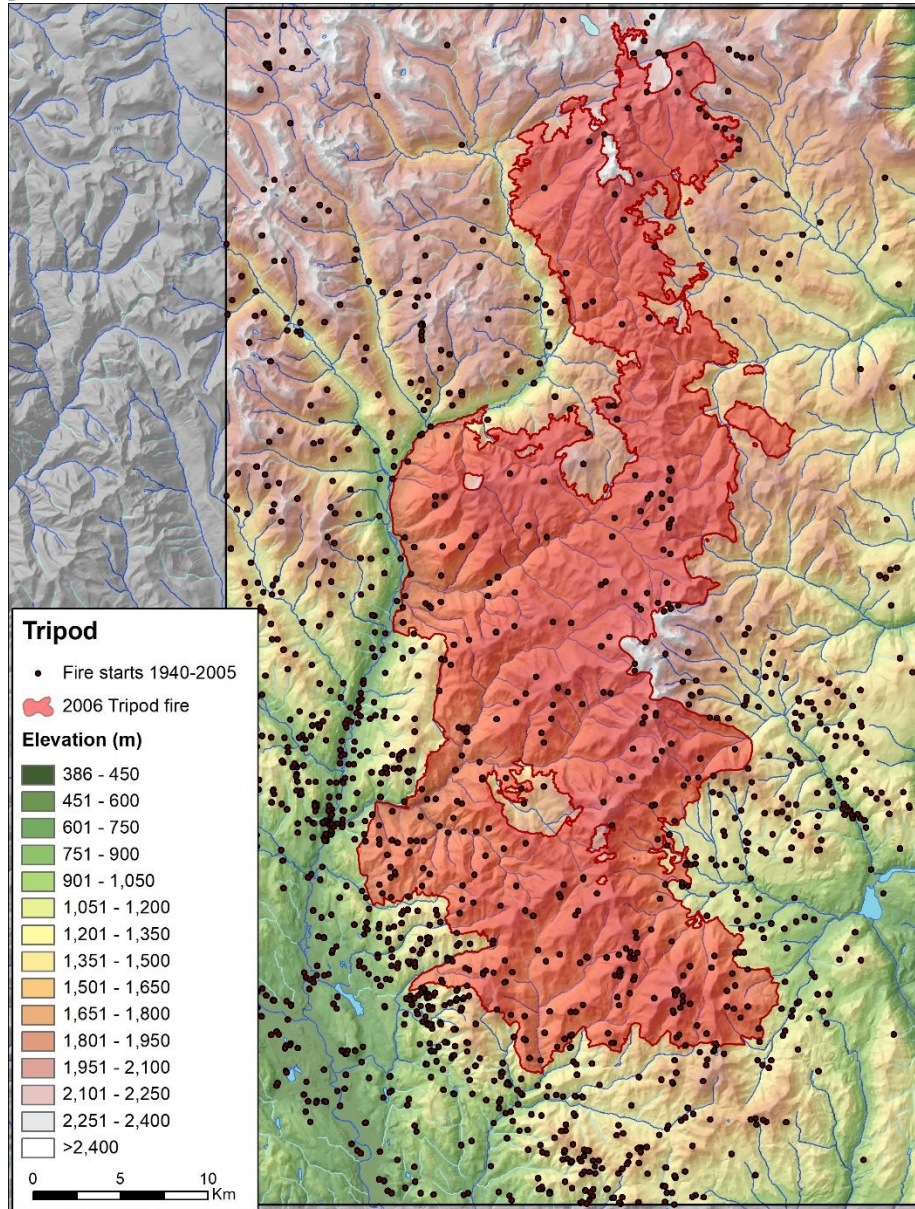 Tripod
Fire starts 1940-2005
2006 Tripod fire
Elevation (m)
386 - 450
451 - 600
601 - 750
751 - 900
901 - 1,050
1,051 - 1,200
1,201 - 1,350
1,351 - 1,500
1,501 - 1,650
1,651 - 1,800
1,801 - 1,950
1,951 - 2,100
2,101 - 2,250
2,251 - 2,400
>2,400
0 5 10
Km